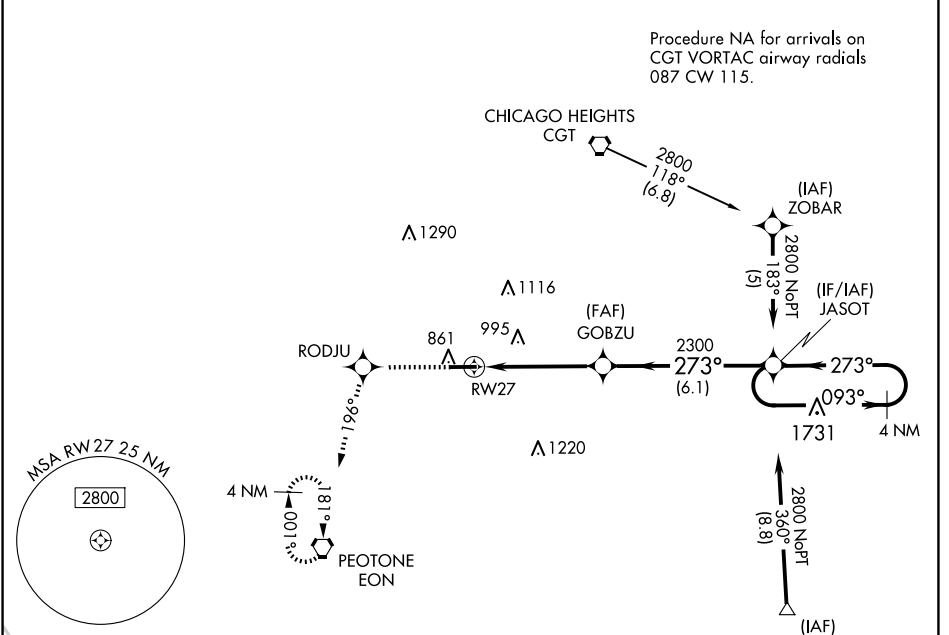 Procedure NA for arrivals on
CGT VORTAC airway radials
087 CW 115.
CHICAGO HEIGHTS
CGT
2800
118°
(6.8)
(IAF)
ZOBAR
2800 NoPT
183°
(5)
(IF/IAF)
JASOT
1290
1116
995
861
(FAF)
GOBZU
RODJU
RW27
2300
273°
(6.1)
273°
093°
4 NM
1731
1220
196°
4 NM
181°
001°
PEOTONE
EON
MSA RW 27 25 NM
2800
2800 NoPT
360°
(8.8)
(IAF)